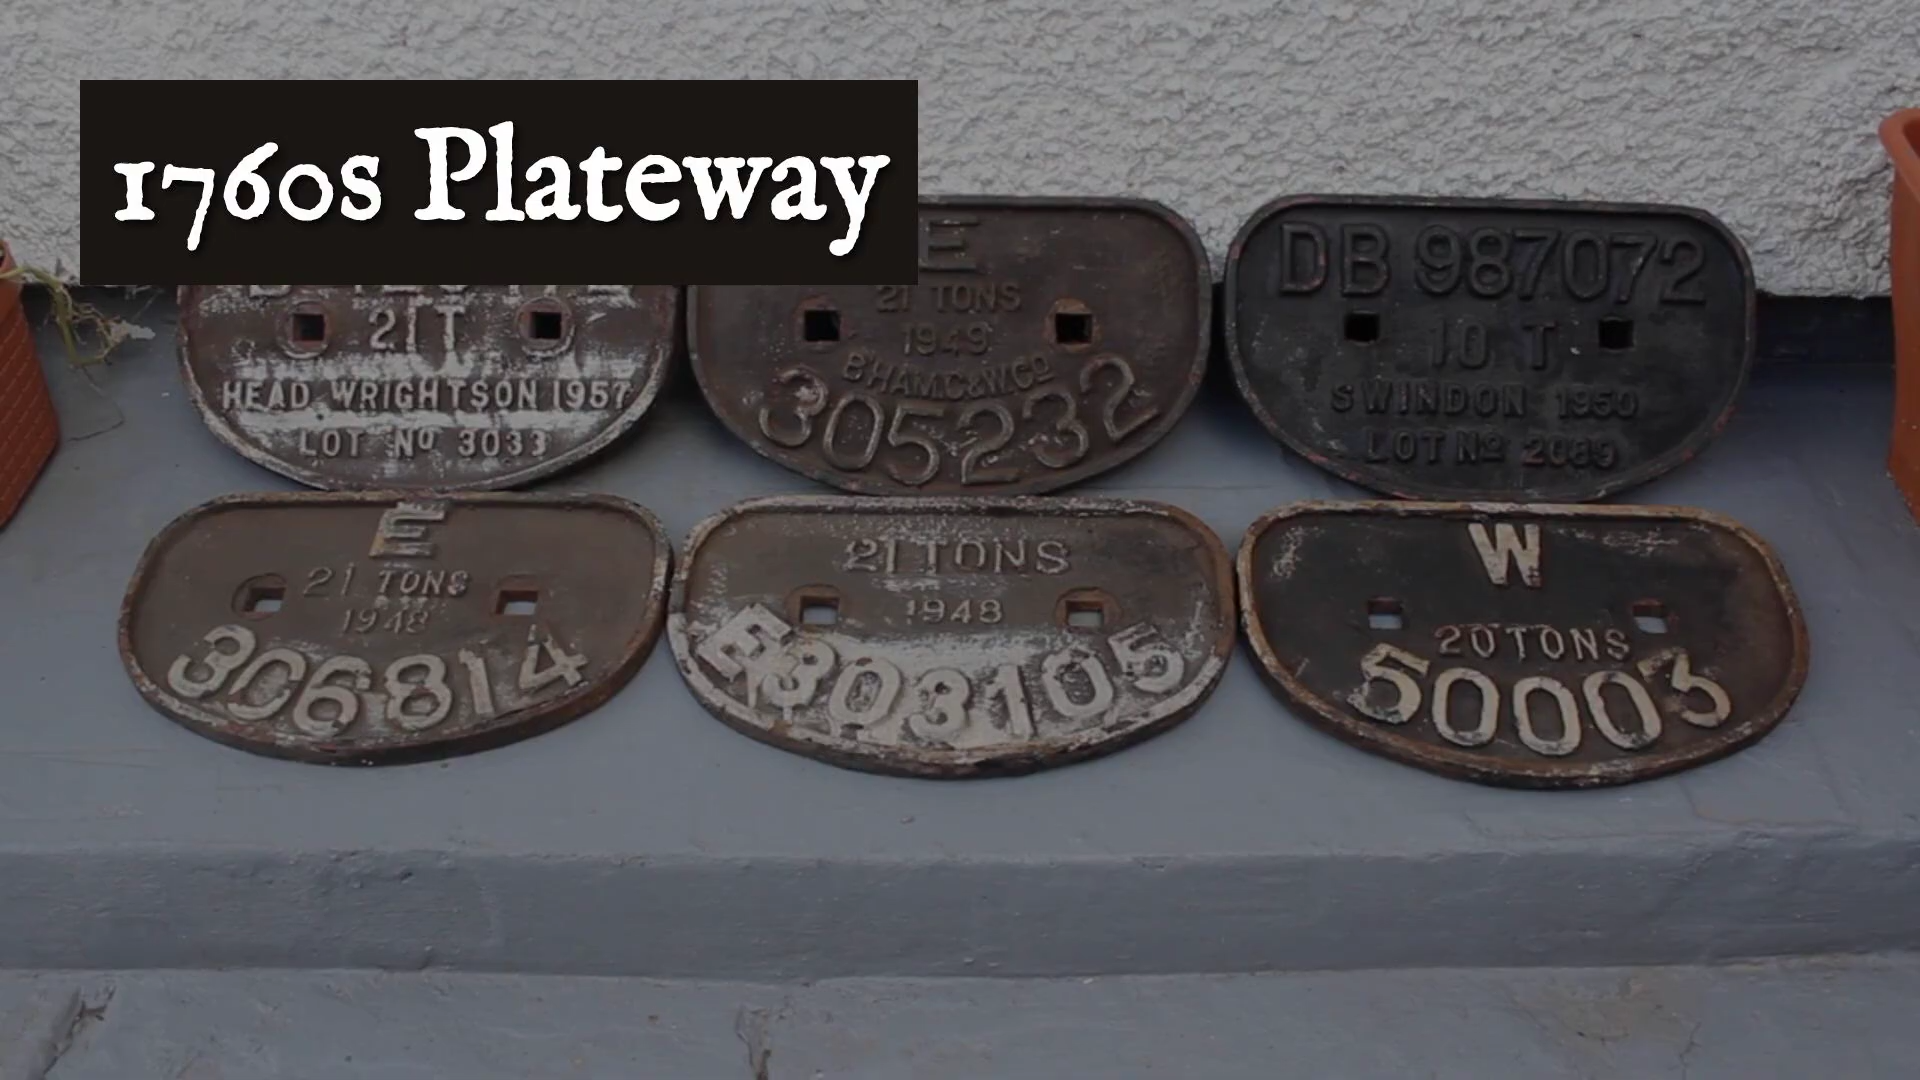 1760s Plateway
21T
HEAD WRIGHTSON 1957
LOT Nº 3033
E
21 TONS
1949
B'HAM.C&W.Cº
305232
DB 987072
10 T
SWINDON 1950
LOT Nº 2089
E
21 TONS
1948
306814
21 TONS
1948
E303105
W
20 TONS
50003